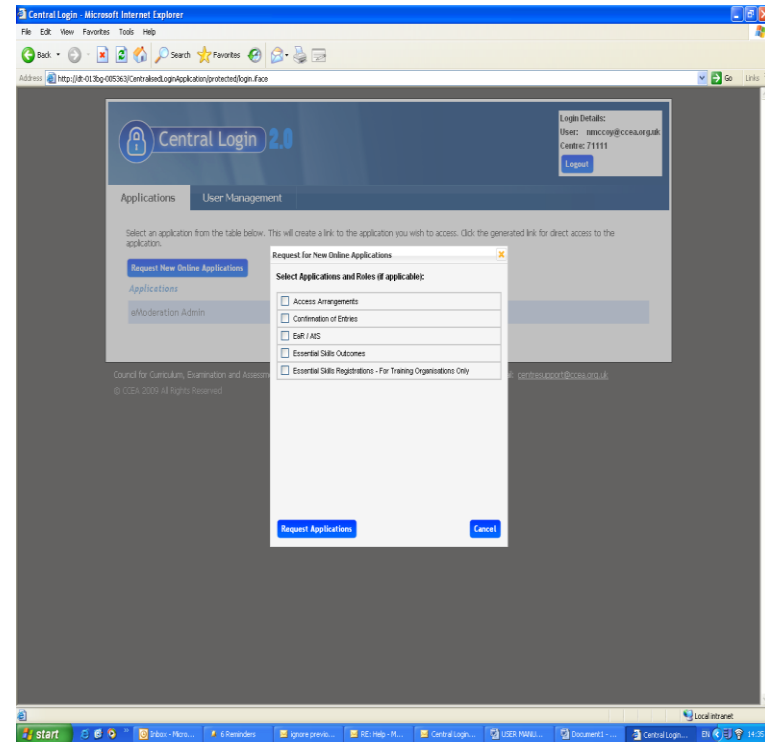 Central Login - Microsoft Internet Explorer
File Edit View Favorites Tools Help
Back Search Favorites
Address http://dt-013bg-005363/CentralisedLoginApplication/protected/login.iface Go Links
Central Login 2.0
Login Details:
User: nmccoy@ccea.org.uk
Centre: 71111
Logout
Applications User Management
Select an application from the table below. This will create a link to the application you wish to access. Click the generated link for direct access to the
application.
Request New Online Applications
Applications
eModeration Admin
Request for New Online Applications
Select Applications and Roles (if applicable):
Access Arrangements
Confirmation of Entries
EaR / AtS
Essential Skills Outcomes
Essential Skills Registrations - For Training Organisations Only
Request Applications Cancel
Council for Curriculum, Examination and Assessm centresupport@ccea.org.uk
© CCEA 2009 All Rights Reserved
Local intranet
start Inbox - Micro... 6 Reminders ignore previo... RE: Help - M... Central Login... USER MANU... Document1 - ... Central Login... EN 14:35